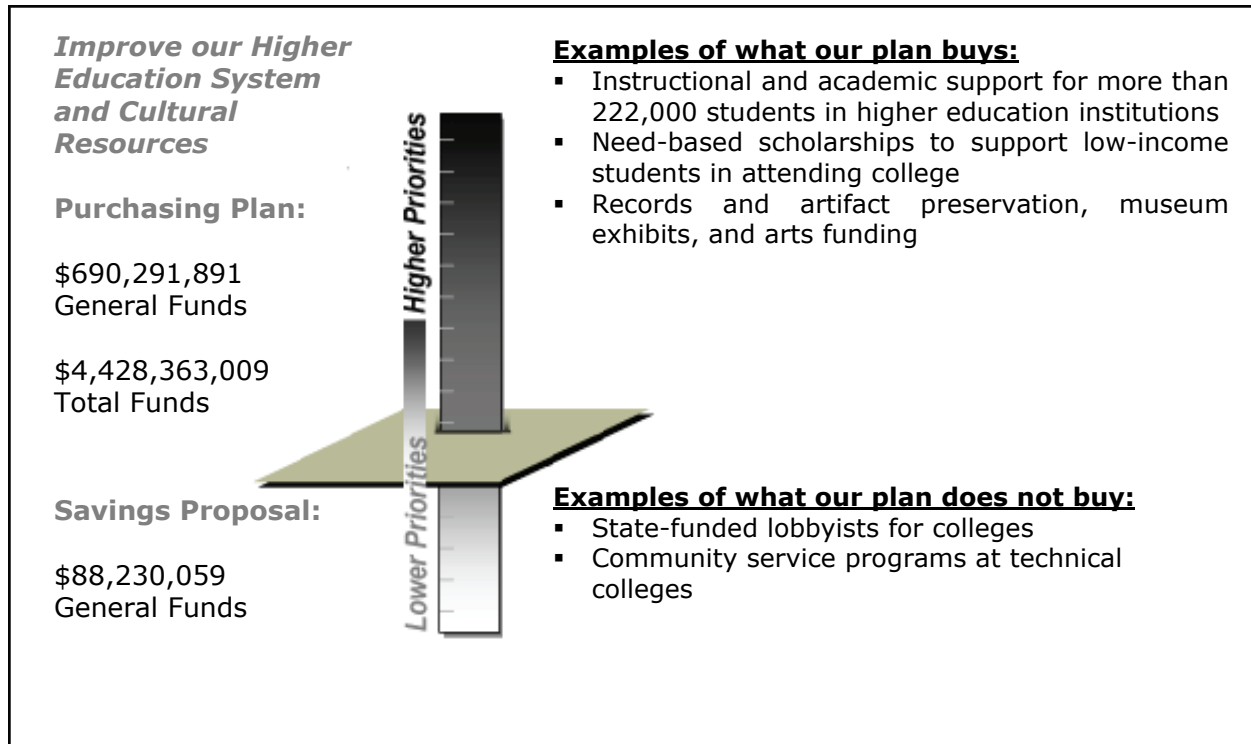 Improve our Higher
Education System
and Cultural
Resources
Purchasing Plan:
$690,291,891
General Funds
$4,428,363,009
Total Funds
Savings Proposal:
$88,230,059
General Funds
Higher Priorities
Lower Priorities
Examples of what our plan buys:
▪ Instructional and academic support for more than
222,000 students in higher education institutions
▪ Need-based scholarships to support low-income
students in attending college
▪ Records and artifact preservation, museum
exhibits, and arts funding
Examples of what our plan does not buy:
▪ State-funded lobbyists for colleges
▪ Community service programs at technical
colleges